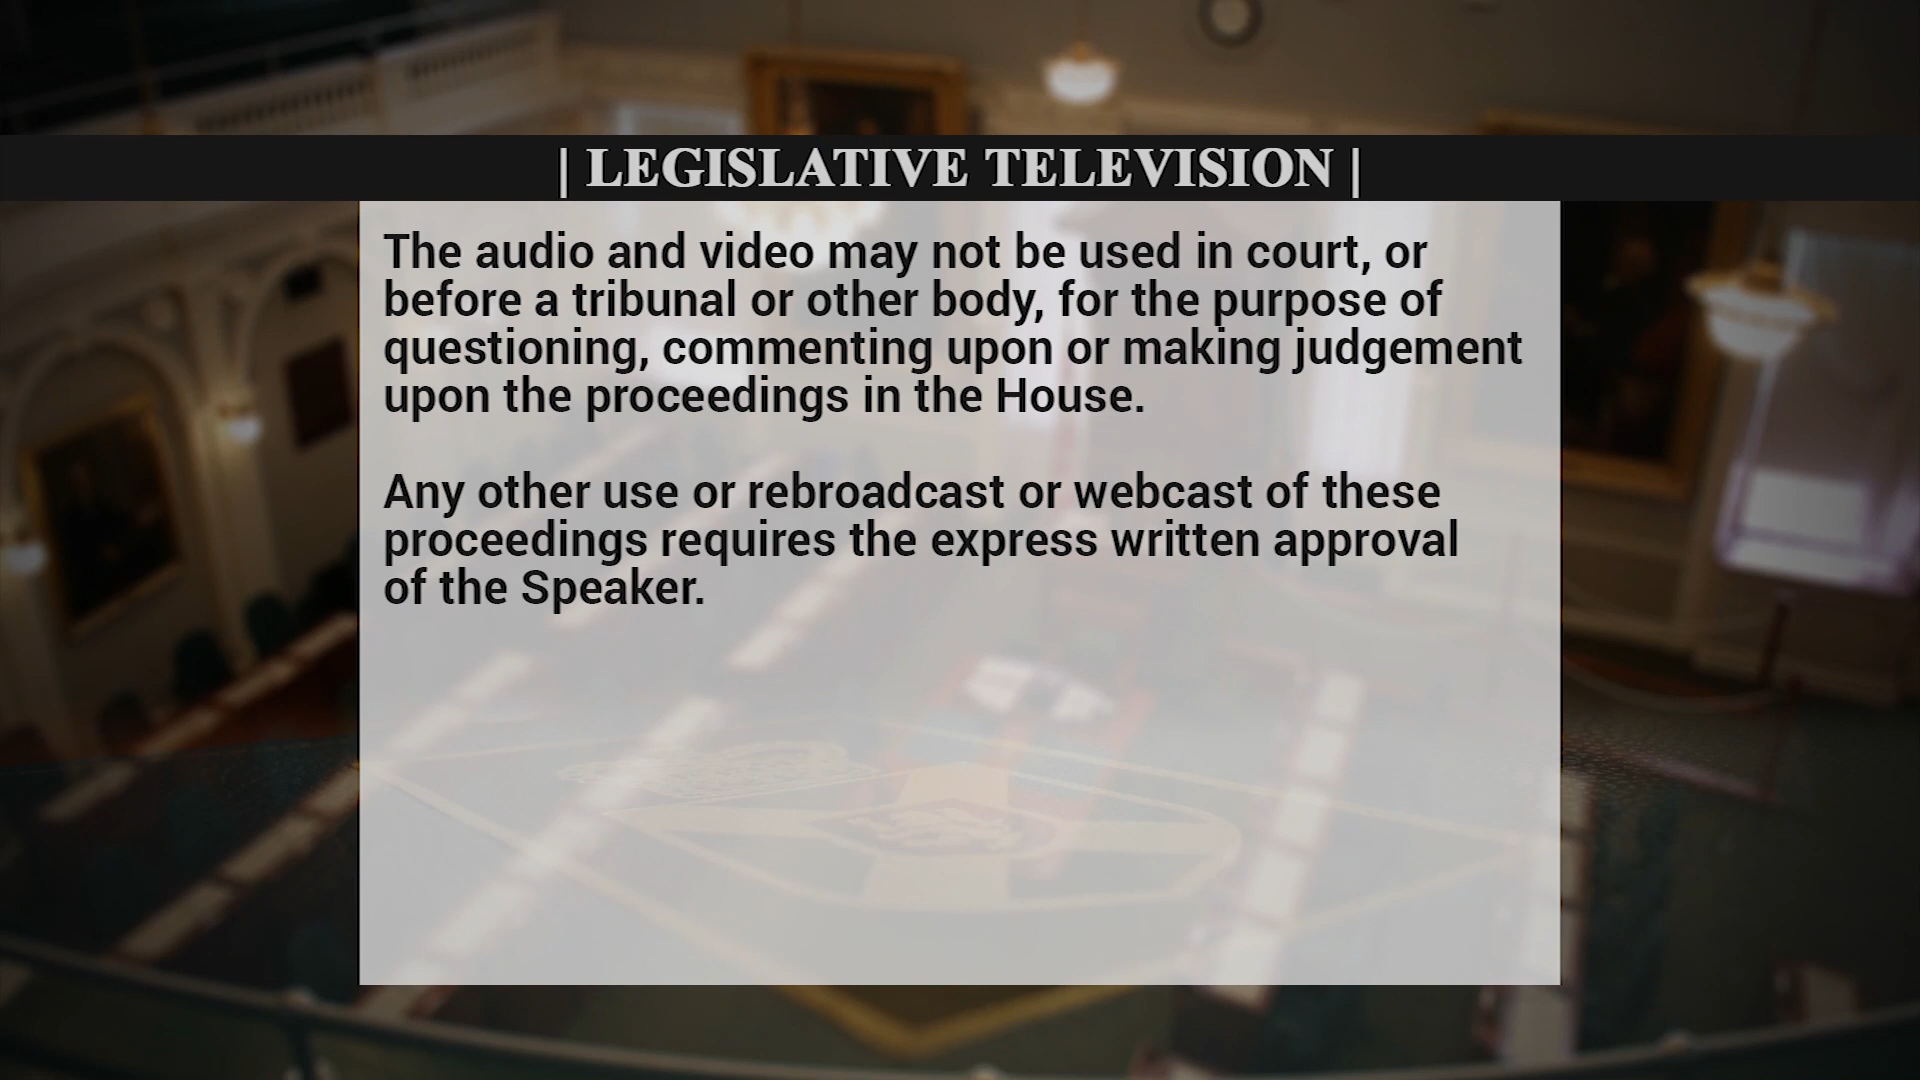 | LEGISLATIVE TELEVISION |
The audio and video may not be used in court, or
before a tribunal or other body, for the purpose of
questioning, commenting upon or making judgement
upon the proceedings in the House.
Any other use or rebroadcast or webcast of these
proceedings requires the express written approval
of the Speaker.